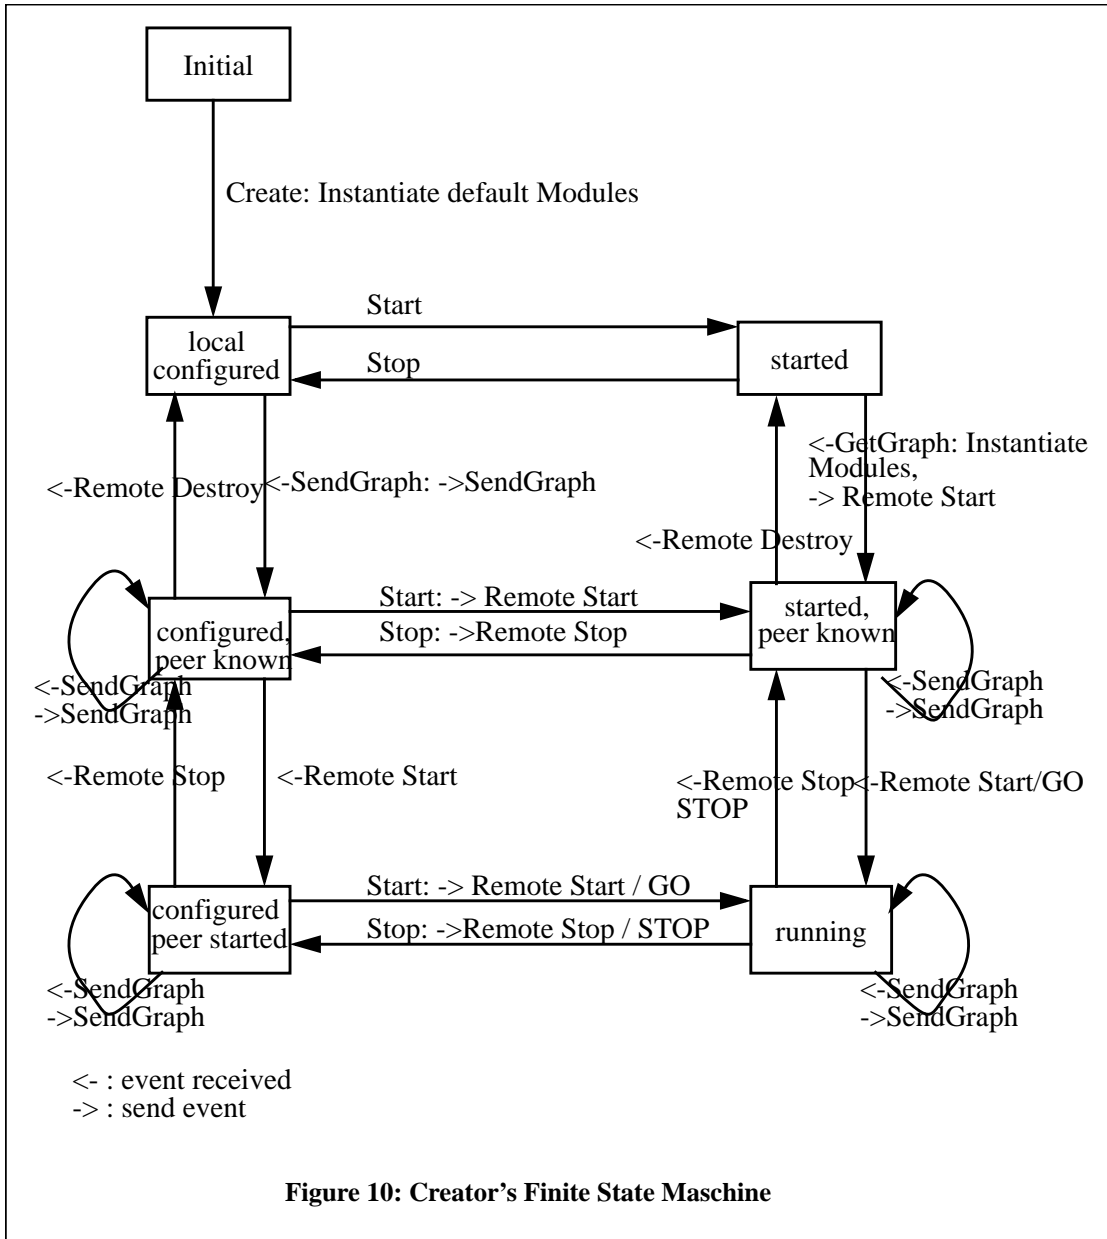 Initial
Create: Instantiate default Modules
Start
local
configured
Stop
started
<-GetGraph: Instantiate
Modules,
-> Remote Start
<-Remote Destroy
<-SendGraph: ->SendGraph
<-Remote Destroy
Start: -> Remote Start
Stop: ->Remote Stop
configured,
peer known
started,
peer known
<-SendGraph
->SendGraph
<-SendGraph
->SendGraph
<-Remote Stop
<-Remote Start
<-Remote Stop
STOP
<-Remote Start/GO
Start: -> Remote Start / GO
Stop: ->Remote Stop / STOP
configured
peer started
running
<-SendGraph
->SendGraph
<-SendGraph
->SendGraph
<- : event received
-> : send event
Figure 10: Creator's Finite State Maschine